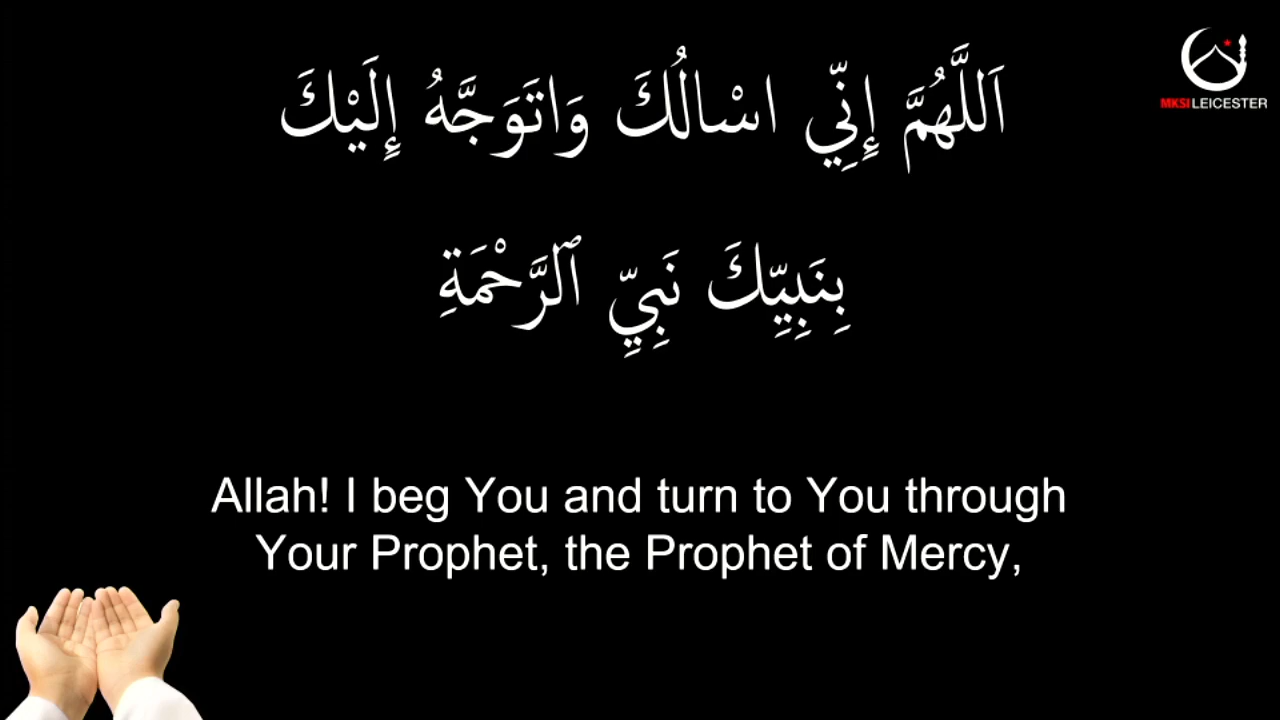 اَللَّهُمَّ إِنِّي اسْالُكَ وَاتَوَجَّهُ إِلَيْكَ
بِنَبِيِّكَ نَبِيِّ ٱلرَّحْمَةِ
MKSILEICESTER
Allah! I beg You and turn to You through
Your Prophet, the Prophet of Mercy,